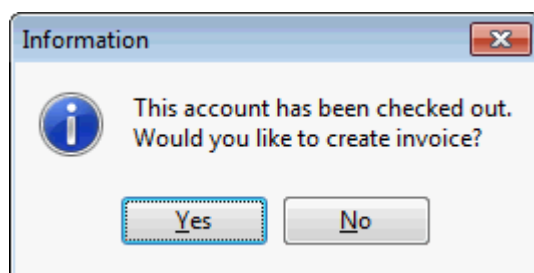 Information
This account has been checked out.
Would you like to create invoice?
Yes No